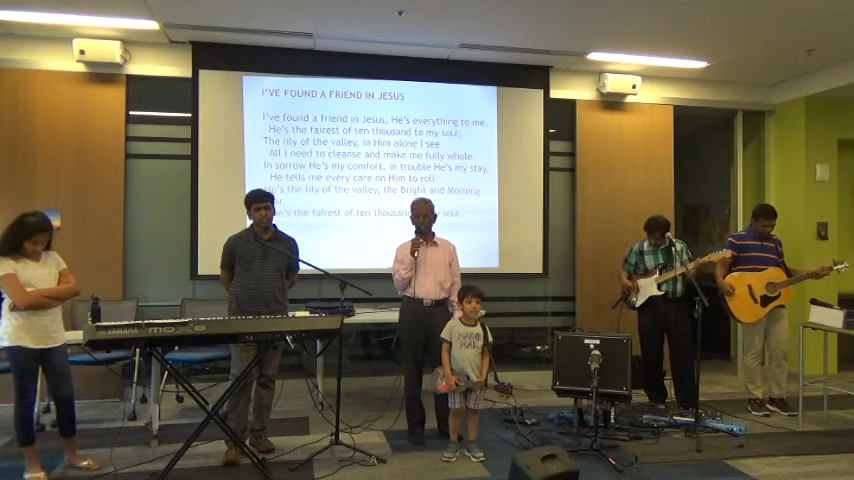 I'VE FOUND A FRIEND IN JESUS
I've found a friend in Jesus, He's everything to me,
He's the fairest of ten thousand to my soul;
The lily of the valley, in Him alone I see
All I need to cleanse and make me fully whole.
In sorrow He's my comfort, in trouble He's my stay,
He tells me every care on Him to roll:
He's the lily of the valley, the Bright and Morning
He's the fairest of ten thousand soul.
YAMAHA MOX8